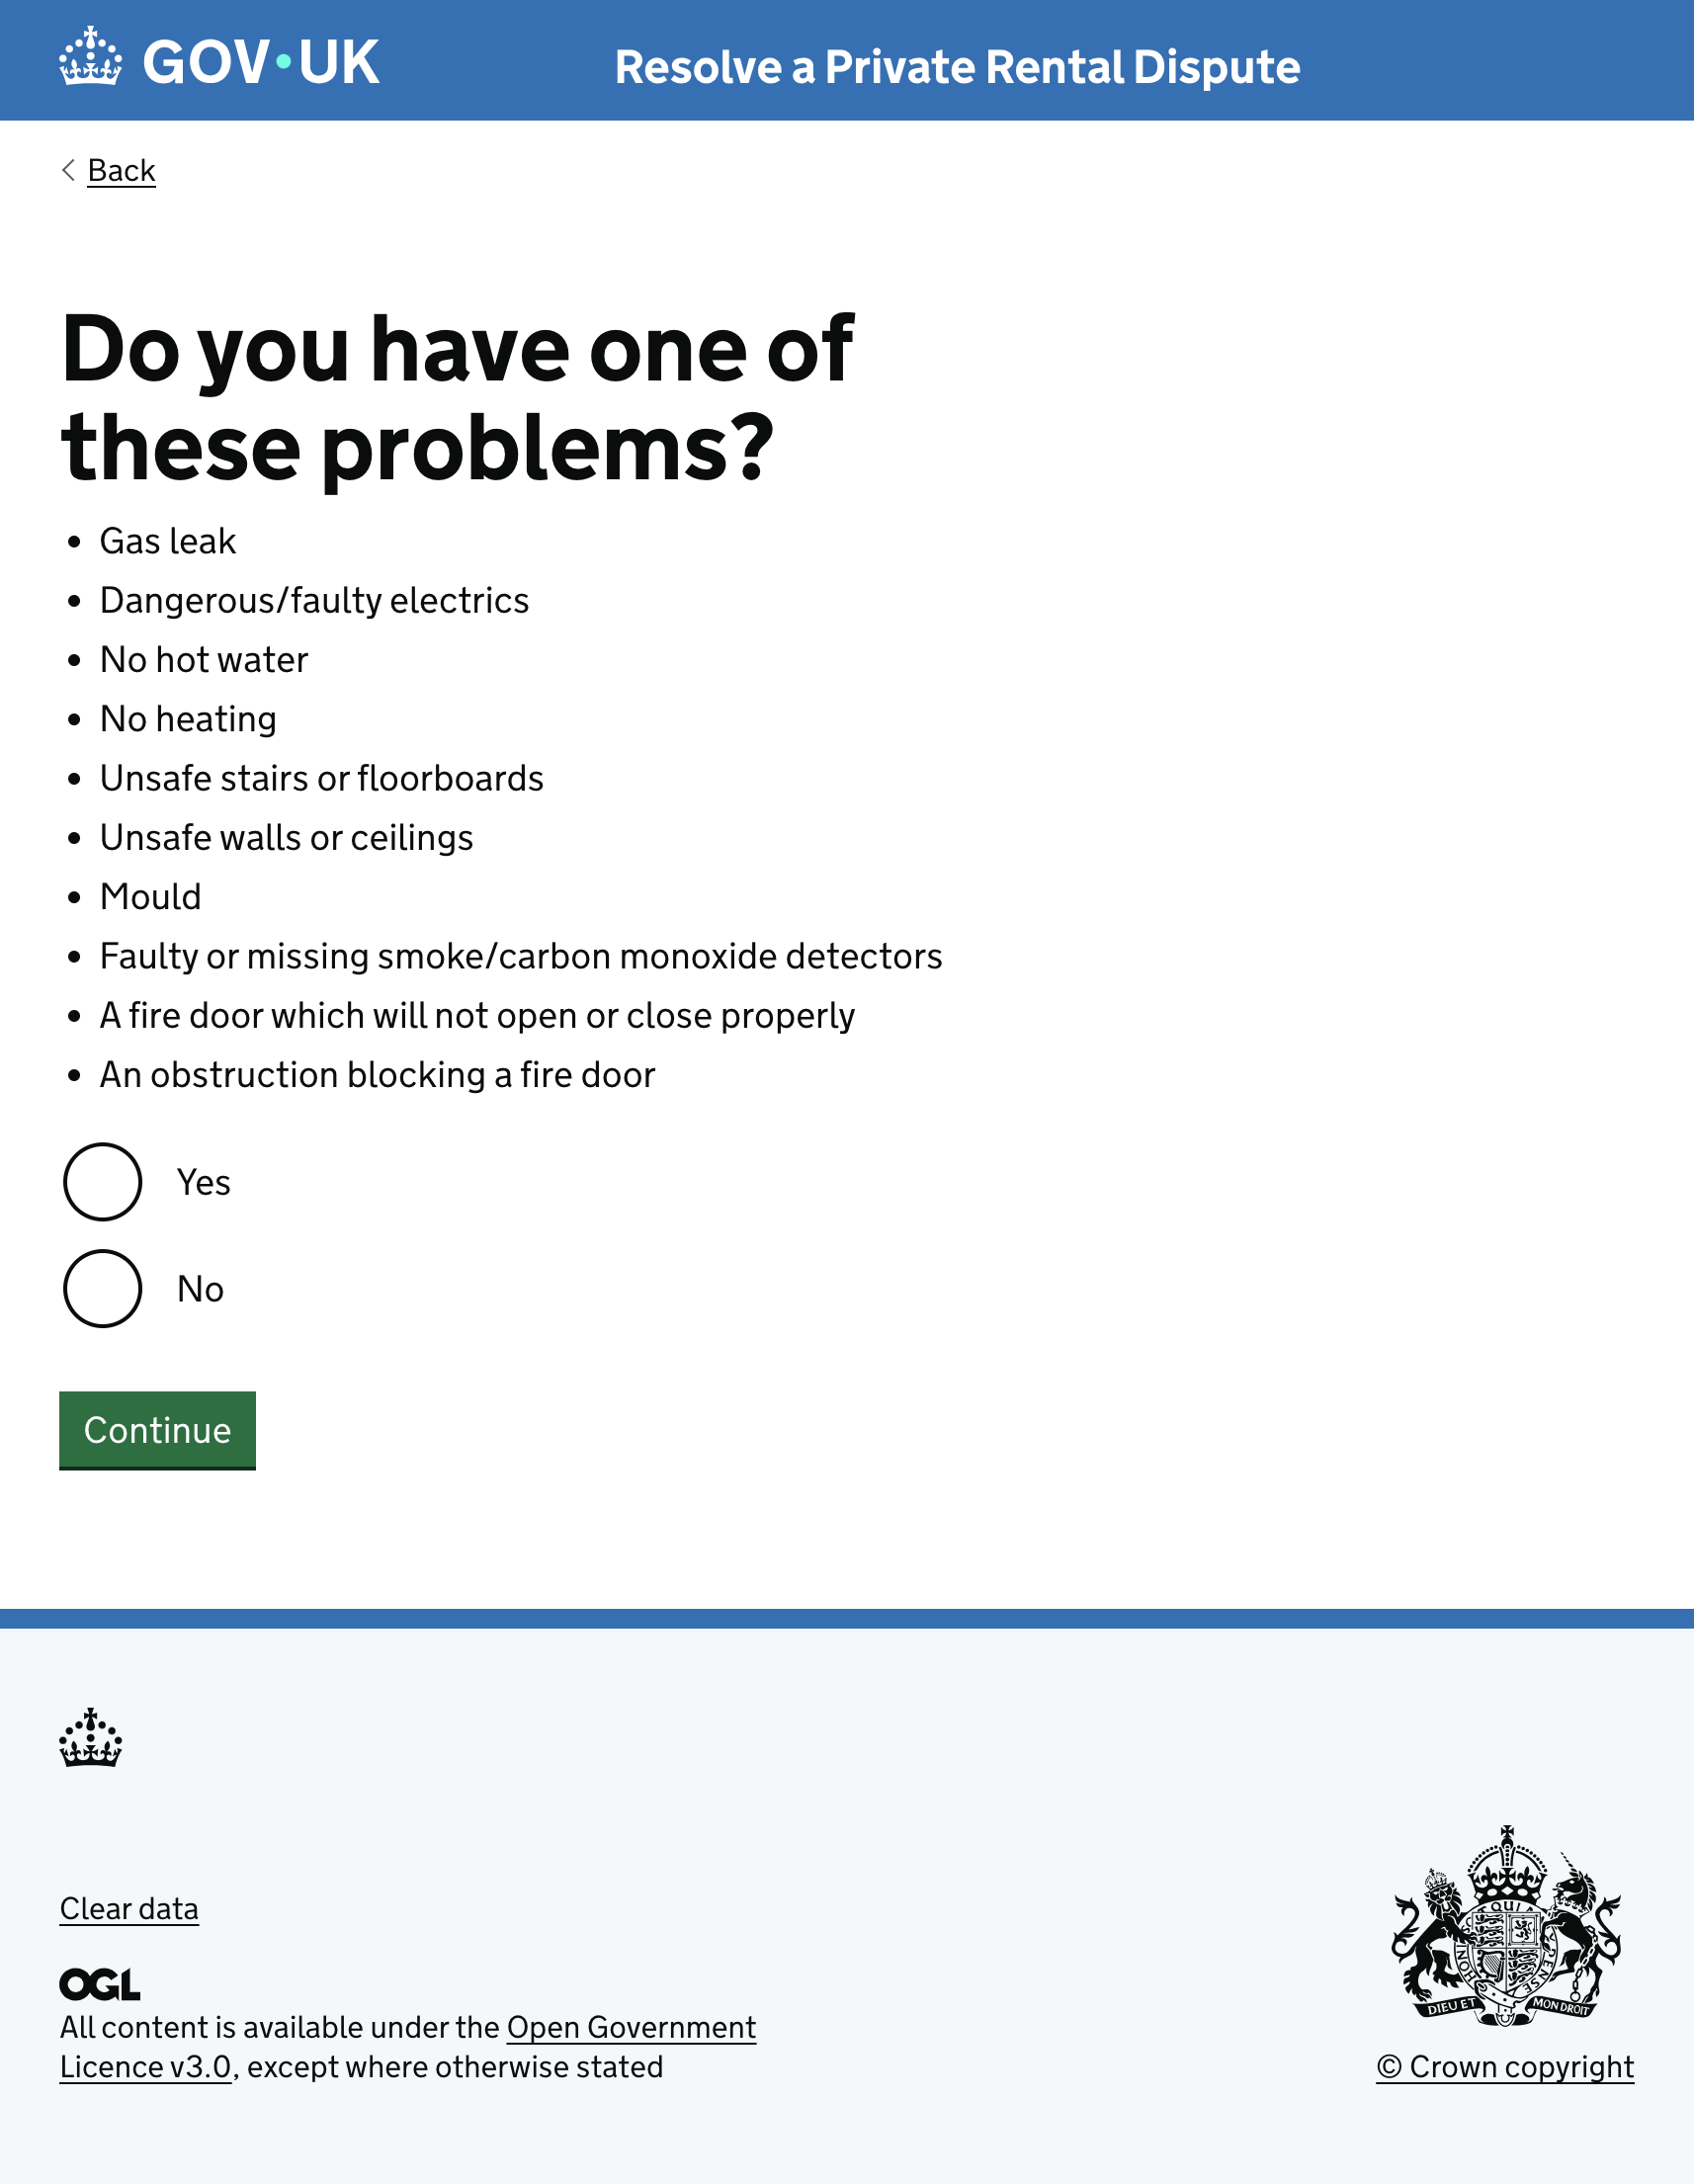 GOV·UK
Resolve a Private Rental Dispute
Back
Do you have one of
these problems?
• Gas leak
• Dangerous/faulty electrics
• No hot water
• No heating
• Unsafe stairs or floorboards
• Unsafe walls or ceilings
• Mould
• Faulty or missing smoke/carbon monoxide detectors
• A fire door which will not open or close properly
• An obstruction blocking a fire door
Yes
No
Continue
Clear data
OGL
All content is available under the Open Government
Licence v3.0, except where otherwise stated
DIEU ET MON DROIT
© Crown copyright